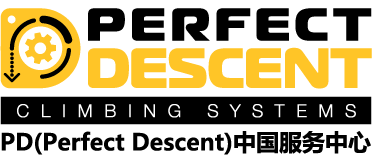 PERFECT
DESCENT
CLIMBING SYSTEMS
PD(Perfect Descent)中国服务中心